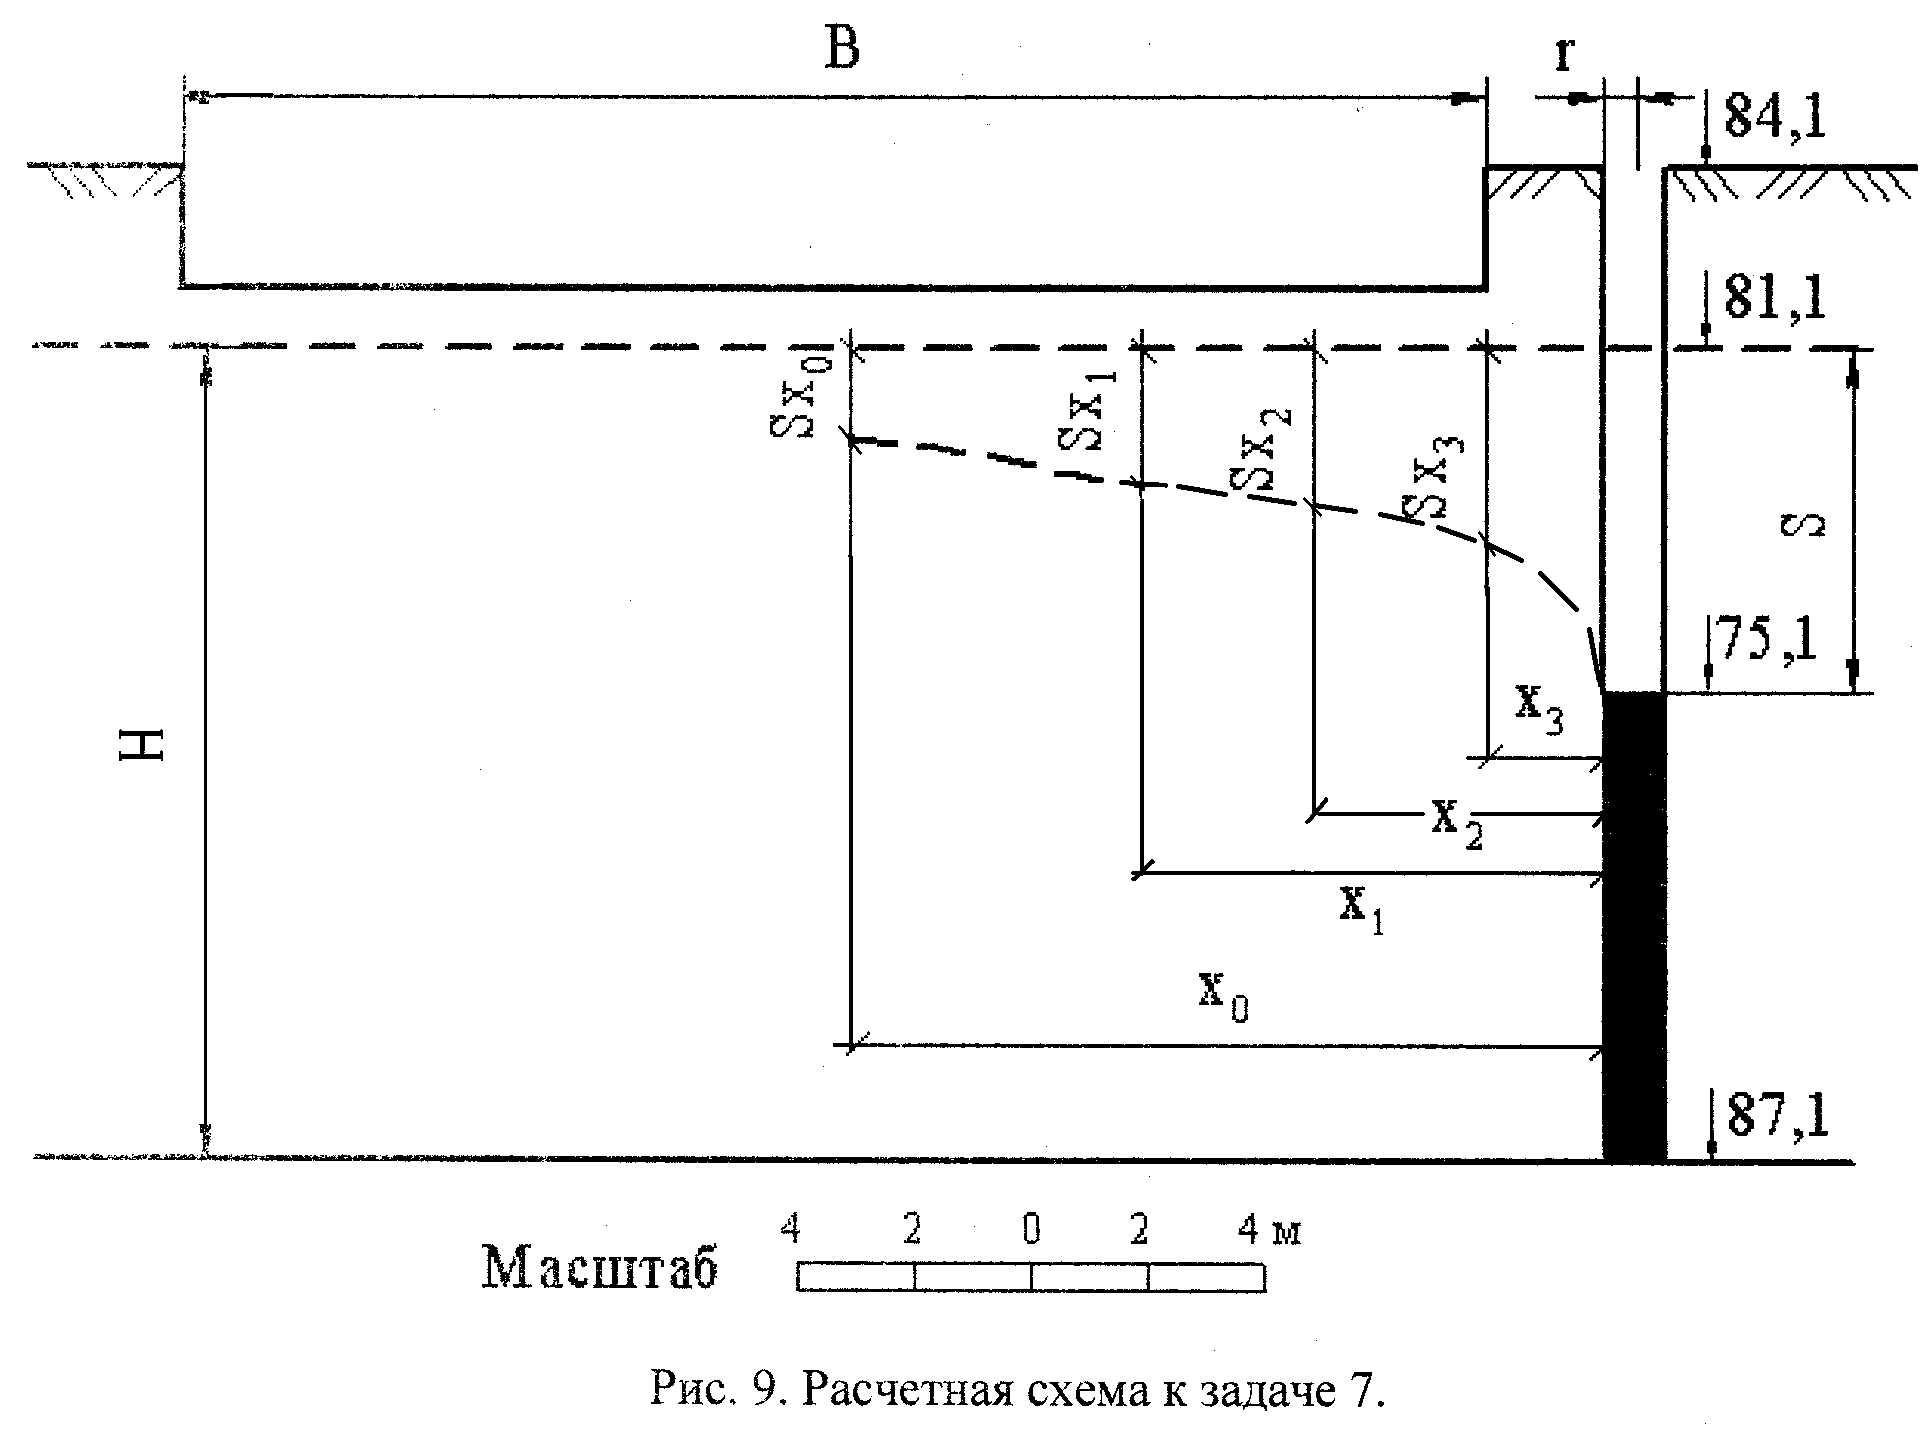 B
r
84,1
81,1
Sx0
Sx1
Sx2
Sx3
S
75,1
H
x3
x2
x1
x0
87,1
4 2 0 2 4 м
Масштаб
Рис. 9. Расчетная схема к задаче 7.